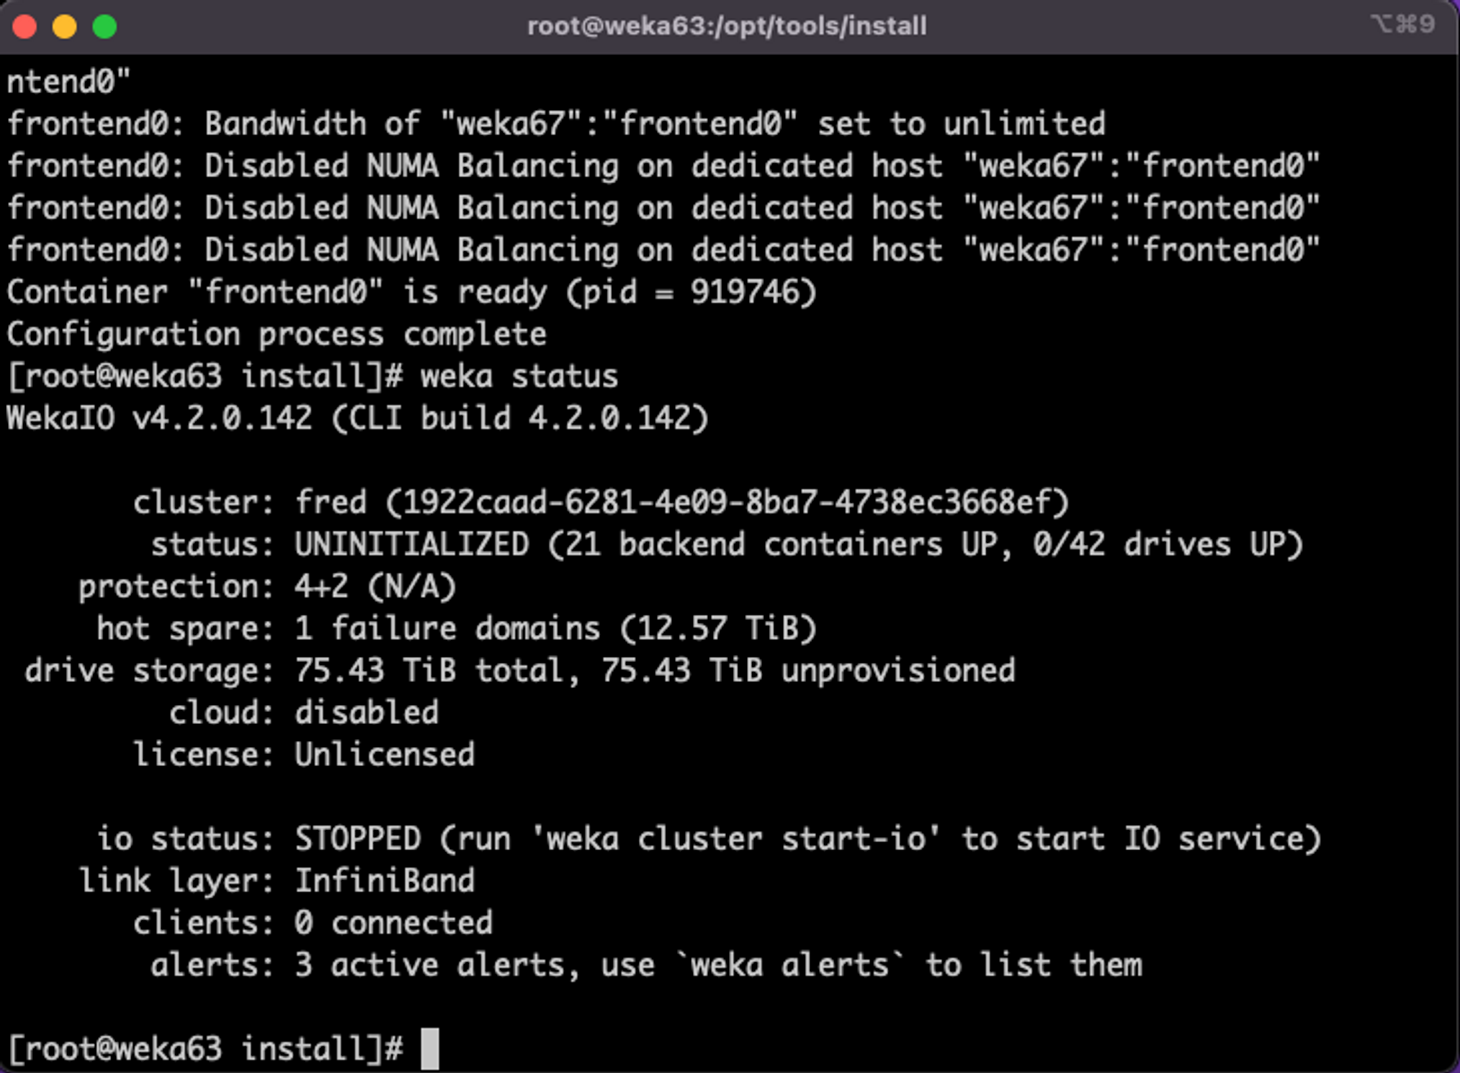 root@weka63:/opt/tools/install
⌥⌘9
ntend0"
frontend0: Bandwidth of "weka67":"frontend0" set to unlimited
frontend0: Disabled NUMA Balancing on dedicated host "weka67":"frontend0"
frontend0: Disabled NUMA Balancing on dedicated host "weka67":"frontend0"
frontend0: Disabled NUMA Balancing on dedicated host "weka67":"frontend0"
Container "frontend0" is ready (pid = 919746)
Configuration process complete
[root@weka63 install]# weka status
WekaIO v4.2.0.142 (CLI build 4.2.0.142)
cluster: fred (1922caad-6281-4e09-8ba7-4738ec3668ef)
status: UNINITIALIZED (21 backend containers UP, 0/42 drives UP)
protection: 4+2 (N/A)
hot spare: 1 failure domains (12.57 TiB)
drive storage: 75.43 TiB total, 75.43 TiB unprovisioned
cloud: disabled
license: Unlicensed
io status: STOPPED (run 'weka cluster start-io' to start IO service)
link layer: InfiniBand
clients: 0 connected
alerts: 3 active alerts, use `weka alerts` to list them
[root@weka63 install]#